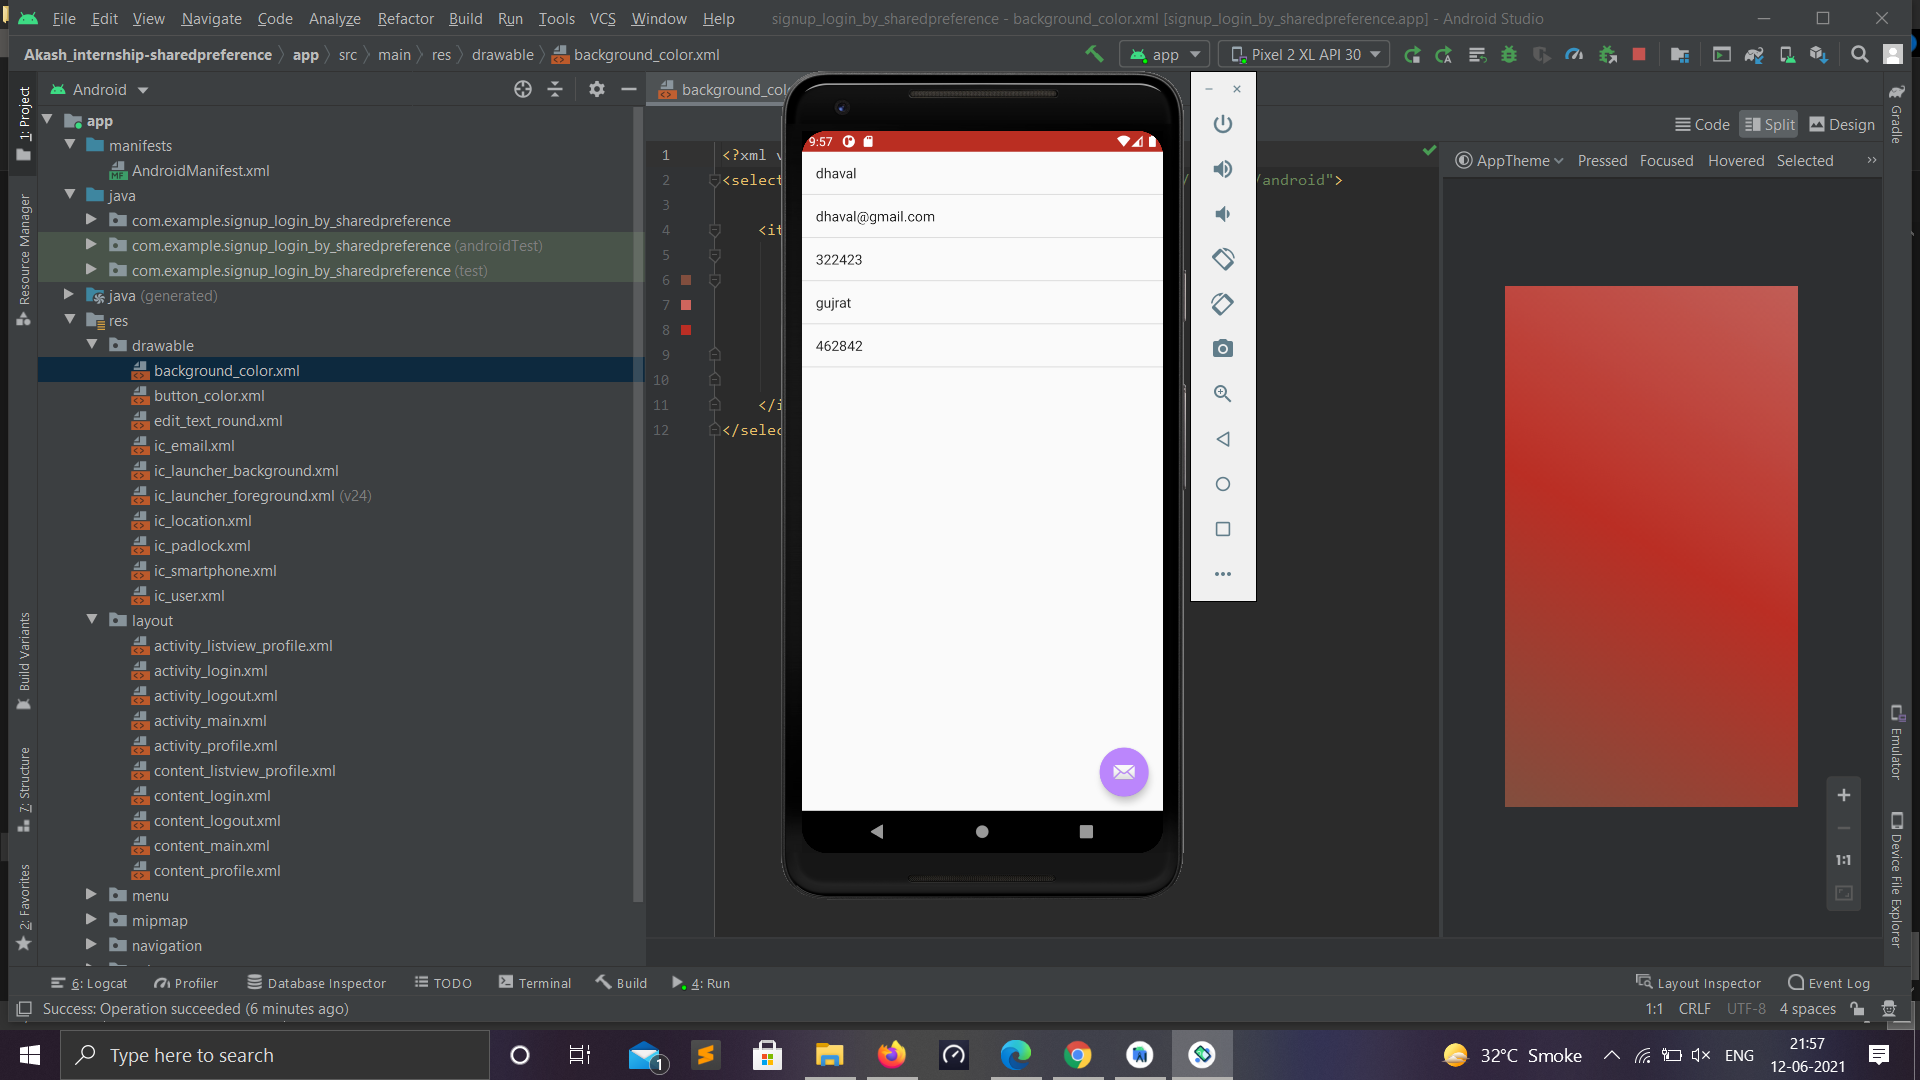 File Edit View Navigate Code Analyze Refactor Build Run Tools VCS Window Help signup_login_by_sharedpreference - background_color.xml [signup_login_by_sharedpreference.app] - Android Studio
Akash_internship-sharedpreference app src main res drawable background_color.xml app Pixel 2 XL API 30
1: Project
Resource Manager
Build Variants
7: Structure
2: Favorites
Android
app
manifests
AndroidManifest.xml
java
com.example.signup_login_by_sharedpreference
com.example.signup_login_by_sharedpreference (androidTest)
com.example.signup_login_by_sharedpreference (test)
java (generated)
res
drawable
background_color.xml
button_color.xml
edit_text_round.xml
ic_email.xml
ic_launcher_background.xml
ic_launcher_foreground.xml (v24)
ic_location.xml
ic_padlock.xml
ic_smartphone.xml
ic_user.xml
layout
activity_listview_profile.xml
activity_login.xml
activity_logout.xml
activity_main.xml
activity_profile.xml
content_listview_profile.xml
content_login.xml
content_logout.xml
content_main.xml
content_profile.xml
menu
mipmap
navigation
background_col
Code Split Design
1 <?xml v
2 <select /android">
3
4 <it
5
6
7
8
9
10
11 </i
12 </selec
9:57
dhaval
dhaval@gmail.com
322423
gujrat
462842
AppTheme Pressed Focused Hovered Selected
1:1
Gradle
Emulator
Device File Explorer
6: Logcat Profiler Database Inspector TODO Terminal Build 4: Run Layout Inspector Event Log
Success: Operation succeeded (6 minutes ago) 1:1 CRLF UTF-8 4 spaces
Type here to search 1 32°C Smoke ENG 21:57
12-06-2021